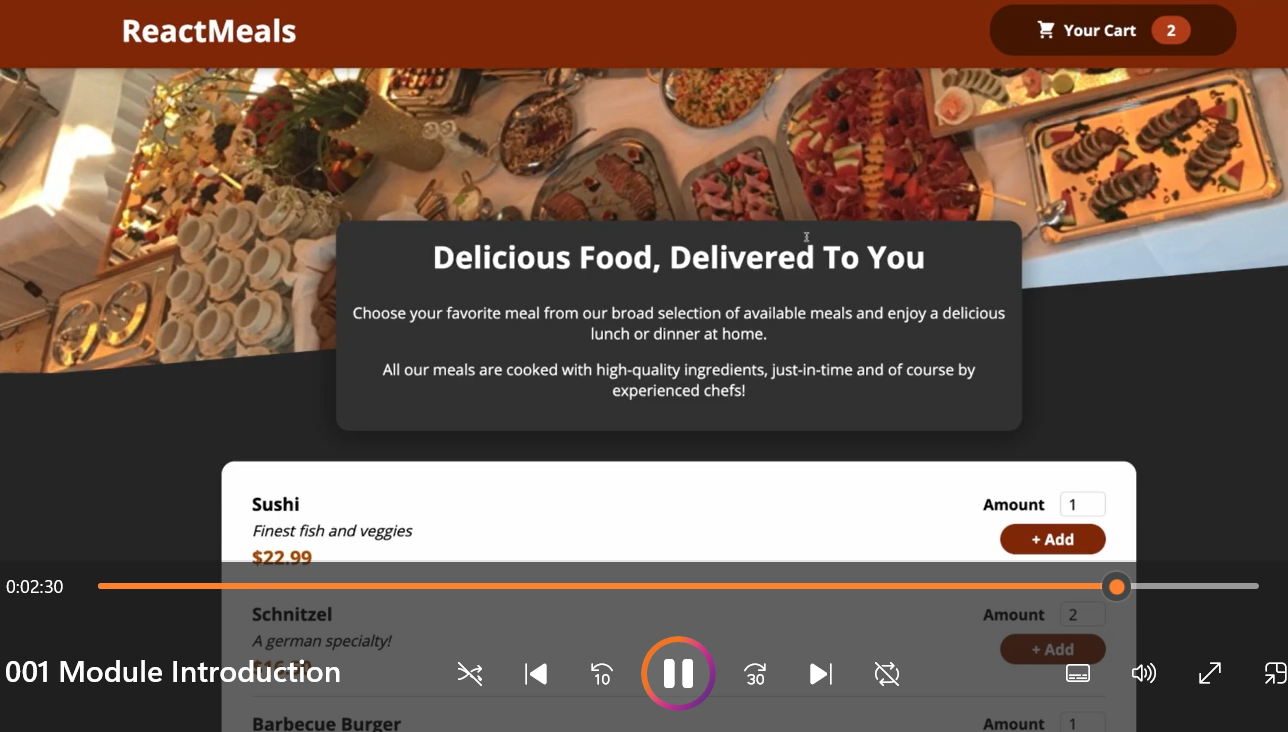 ReactMeals
Your Cart 2
Delicious Food, Delivered To You
Choose your favorite meal from our broad selection of available meals and enjoy a delicious
lunch or dinner at home.
All our meals are cooked with high-quality ingredients, just-in-time and of course by
experienced chefs!
Sushi
Amount 1
Finest fish and veggies
+ Add
$22.99
0:02:30
Schnitzel
Amount 2
A german specialty!
+ Add
001 Module Introduction
10
30
Barbecue Burger
Amount 1